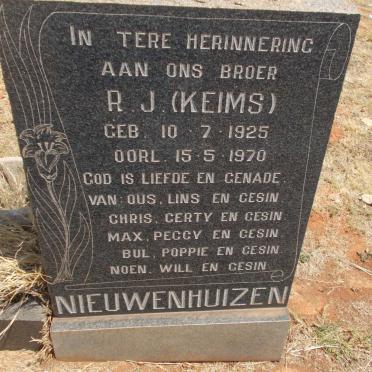 IN TERE HERINNERING
AAN ONS BROER
R.J. (KEIMS)
GEB. 10-7-1925
OORL. 15-5-1970
GOD IS LIEFDE EN GENADE.
VAN: OUS, LINS EN GESIN
CHRIS, GERTY EN GESIN
MAX, PEGGY EN GESIN
BUL, POPPIE EN GESIN
NOEN, WILL EN GESIN
NIEUWENHUIZEN